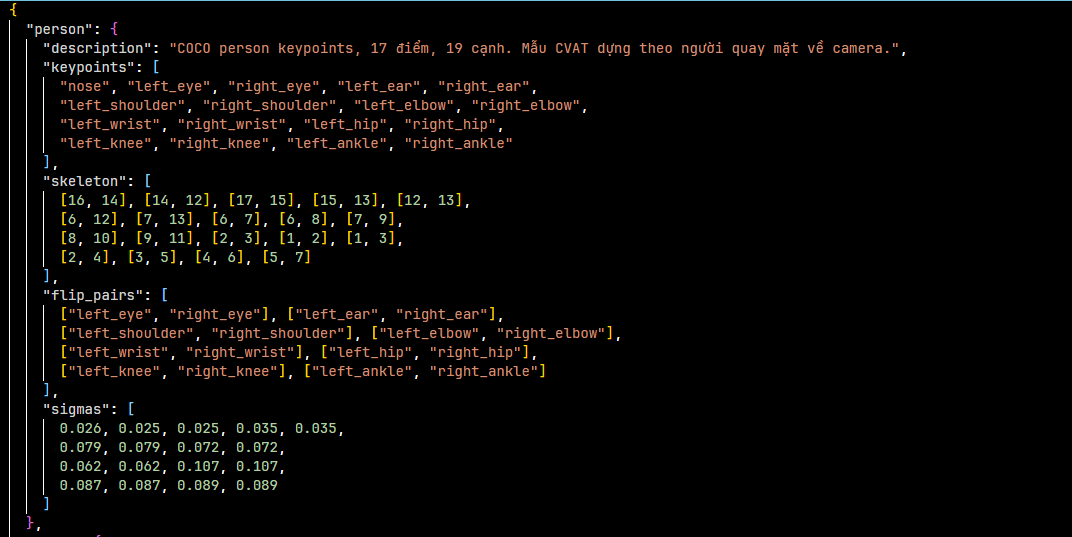 {
"person": {
"description": "COCO person keypoints, 17 điểm, 19 cạnh. Mẫu CVAT dựng theo người quay mặt về camera.",
"keypoints": [
"nose", "left_eye", "right_eye", "left_ear", "right_ear",
"left_shoulder", "right_shoulder", "left_elbow", "right_elbow",
"left_wrist", "right_wrist", "left_hip", "right_hip",
"left_knee", "right_knee", "left_ankle", "right_ankle"
],
"skeleton": [
[16, 14], [14, 12], [17, 15], [15, 13], [12, 13],
[6, 12], [7, 13], [6, 7], [6, 8], [7, 9],
[8, 10], [9, 11], [2, 3], [1, 2], [1, 3],
[2, 4], [3, 5], [4, 6], [5, 7]
],
"flip_pairs": [
["left_eye", "right_eye"], ["left_ear", "right_ear"],
["left_shoulder", "right_shoulder"], ["left_elbow", "right_elbow"],
["left_wrist", "right_wrist"], ["left_hip", "right_hip"],
["left_knee", "right_knee"], ["left_ankle", "right_ankle"]
],
"sigmas": [
0.026, 0.025, 0.025, 0.035, 0.035,
0.079, 0.079, 0.072, 0.072,
0.062, 0.062, 0.107, 0.107,
0.087, 0.087, 0.089, 0.089
]
},